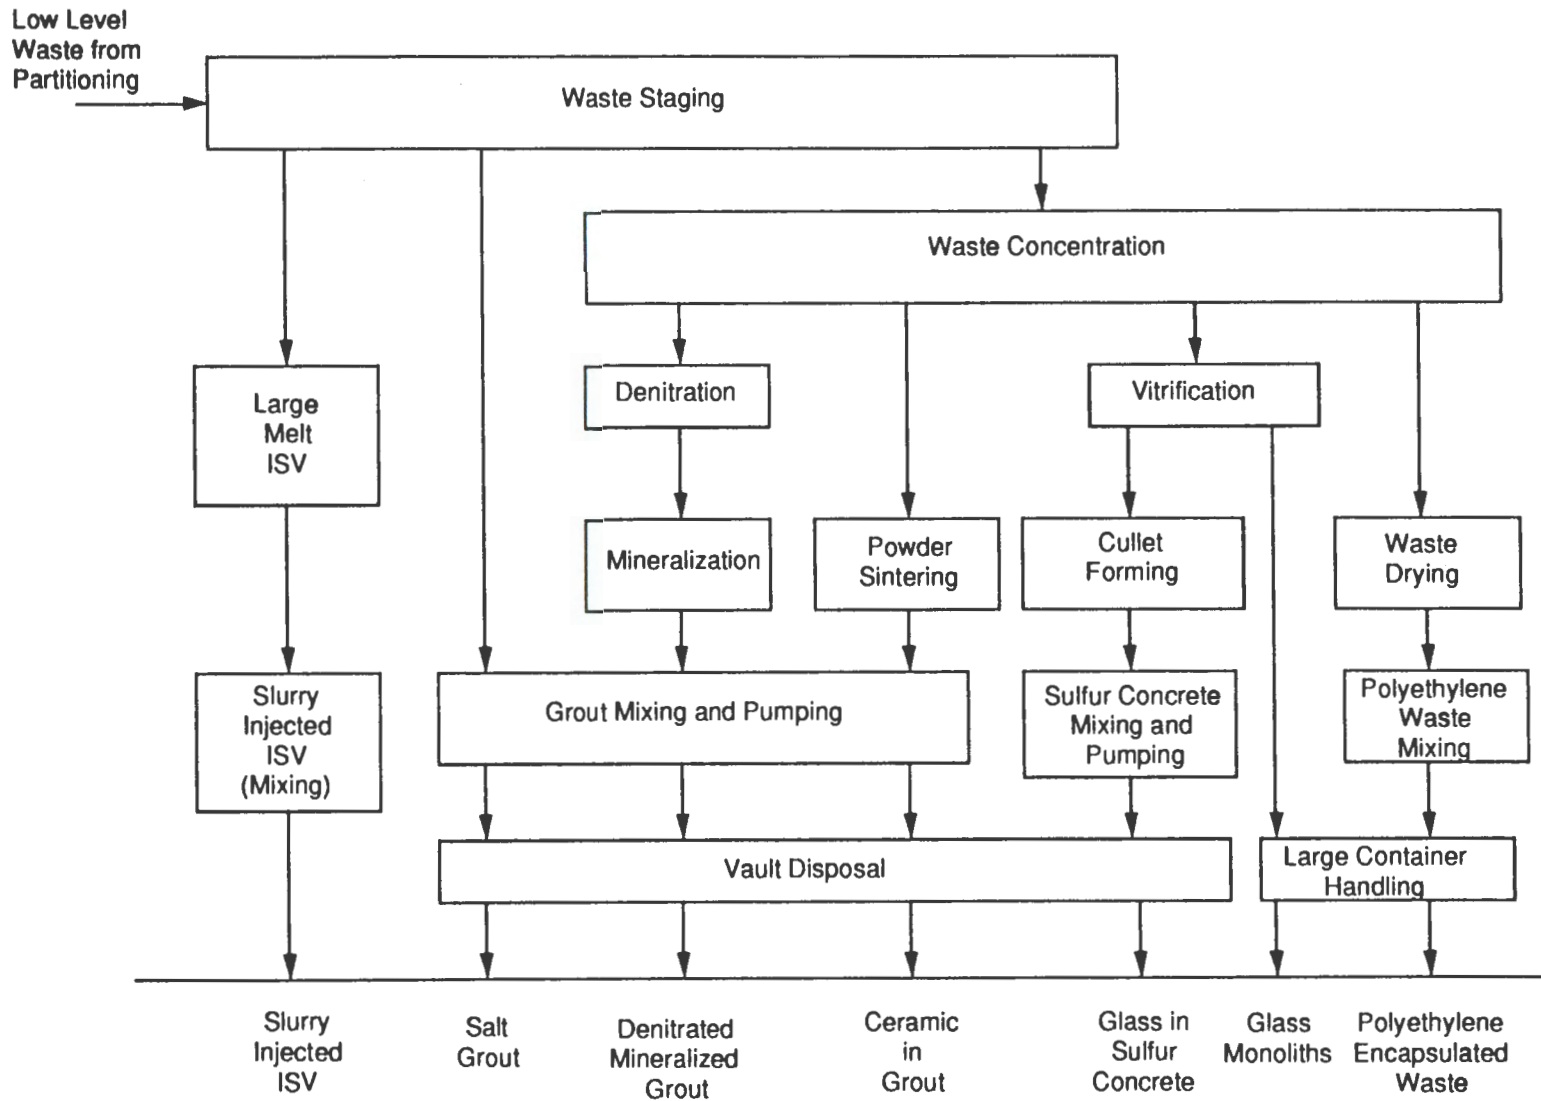 Low Level
Waste from
Partitioning
Waste Staging
Waste Concentration
Denitration
Vitrification
Large
Melt
ISV
Mineralization
Powder
Sintering
Cullet
Forming
Waste
Drying
Slurry
Injected
ISV
(Mixing)
Grout Mixing and Pumping
Sulfur Concrete
Mixing and
Pumping
Polyethylene
Waste
Mixing
Vault Disposal
Large Container
Handling
Slurry
Injected
ISV
Salt
Grout
Denitrated
Mineralized
Grout
Ceramic
in
Grout
Glass in
Sulfur
Concrete
Glass
Monoliths
Polyethylene
Encapsulated
Waste